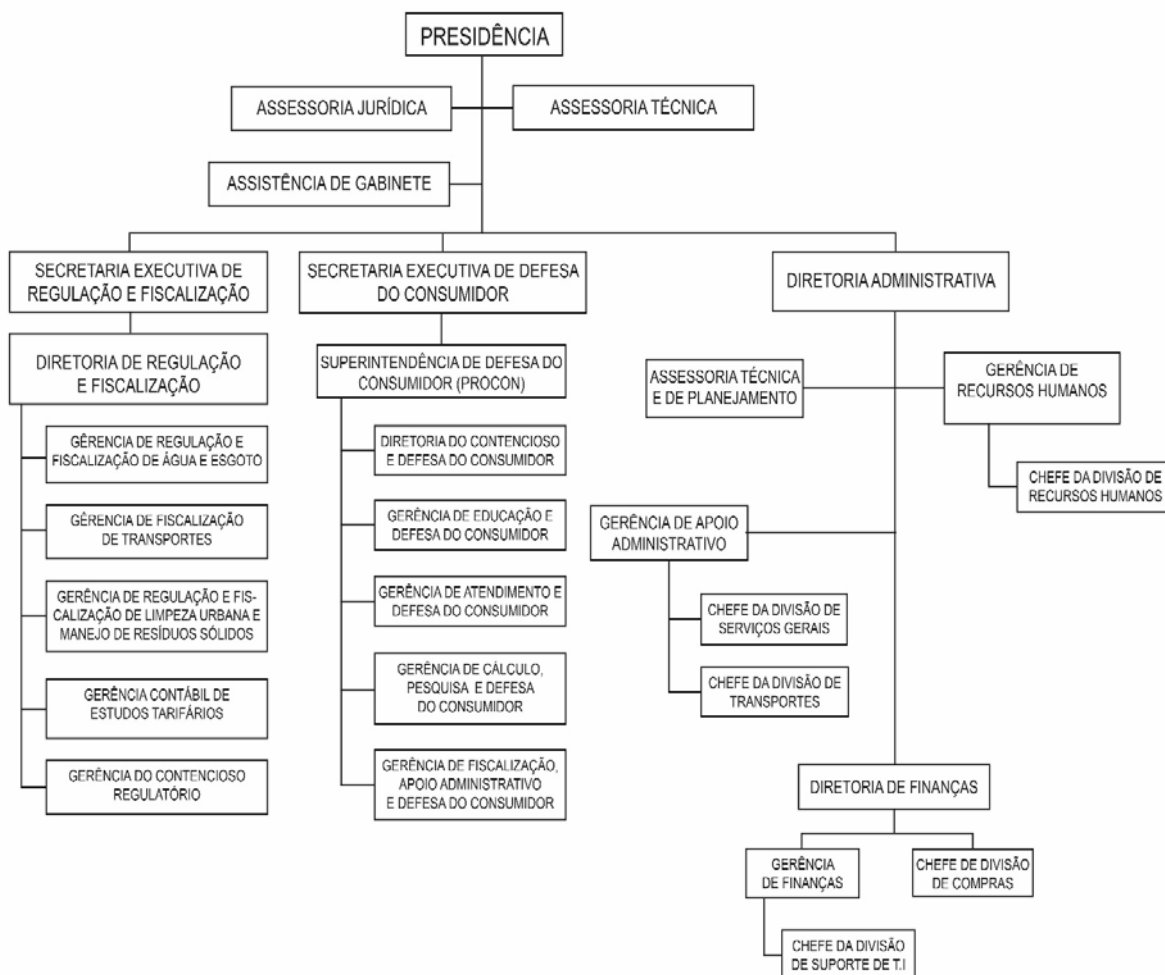 PRESIDÊNCIA
ASSESSORIA JURÍDICA
ASSESSORIA TÉCNICA
ASSISTÊNCIA DE GABINETE
SECRETARIA EXECUTIVA DE
REGULAÇÃO E FISCALIZAÇÃO
DIRETORIA DE REGULAÇÃO
E FISCALIZAÇÃO
GÊRENCIA DE REGULAÇÃO E
FISCALIZAÇÃO DE ÁGUA E ESGOTO
GÊRENCIA DE FISCALIZAÇÃO
DE TRANSPORTES
GERÊNCIA DE REGULAÇÃO E FIS-
CALIZAÇÃO DE LIMPEZA URBANA E
MANEJO DE RESÍDUOS SÓLIDOS
GERÊNCIA CONTÁBIL DE
ESTUDOS TARIFÁRIOS
GERÊNCIA DO CONTENCIOSO
REGULATÓRIO
SECRETARIA EXECUTIVA DE DEFESA
DO CONSUMIDOR
SUPERINTENDÊNCIA DE DEFESA DO
CONSUMIDOR (PROCON)
DIRETORIA DO CONTENCIOSO
E DEFESA DO CONSUMIDOR
GERÊNCIA DE EDUCAÇÃO E
DEFESA DO CONSUMIDOR
GERÊNCIA DE ATENDIMENTO E
DEFESA DO CONSUMIDOR
GERÊNCIA DE CÁLCULO,
PESQUISA E DEFESA
DO CONSUMIDOR
GERÊNCIA DE FISCALIZAÇÃO,
APOIO ADMINISTRATIVO
E DEFESA DO CONSUMIDOR
DIRETORIA ADMINISTRATIVA
ASSESSORIA TÉCNICA
E DE PLANEJAMENTO
GERÊNCIA DE
RECURSOS HUMANOS
CHEFE DA DIVISÃO DE
RECURSOS HUMANOS
GERÊNCIA DE APOIO
ADMINISTRATIVO
CHEFE DA DIVISÃO DE
SERVIÇOS GERAIS
CHEFE DA DIVISÃO DE
TRANSPORTES
DIRETORIA DE FINANÇAS
GERÊNCIA
DE FINANÇAS
CHEFE DE DIVISÃO
DE COMPRAS
CHEFE DA DIVISÃO
DE SUPORTE DE T.I